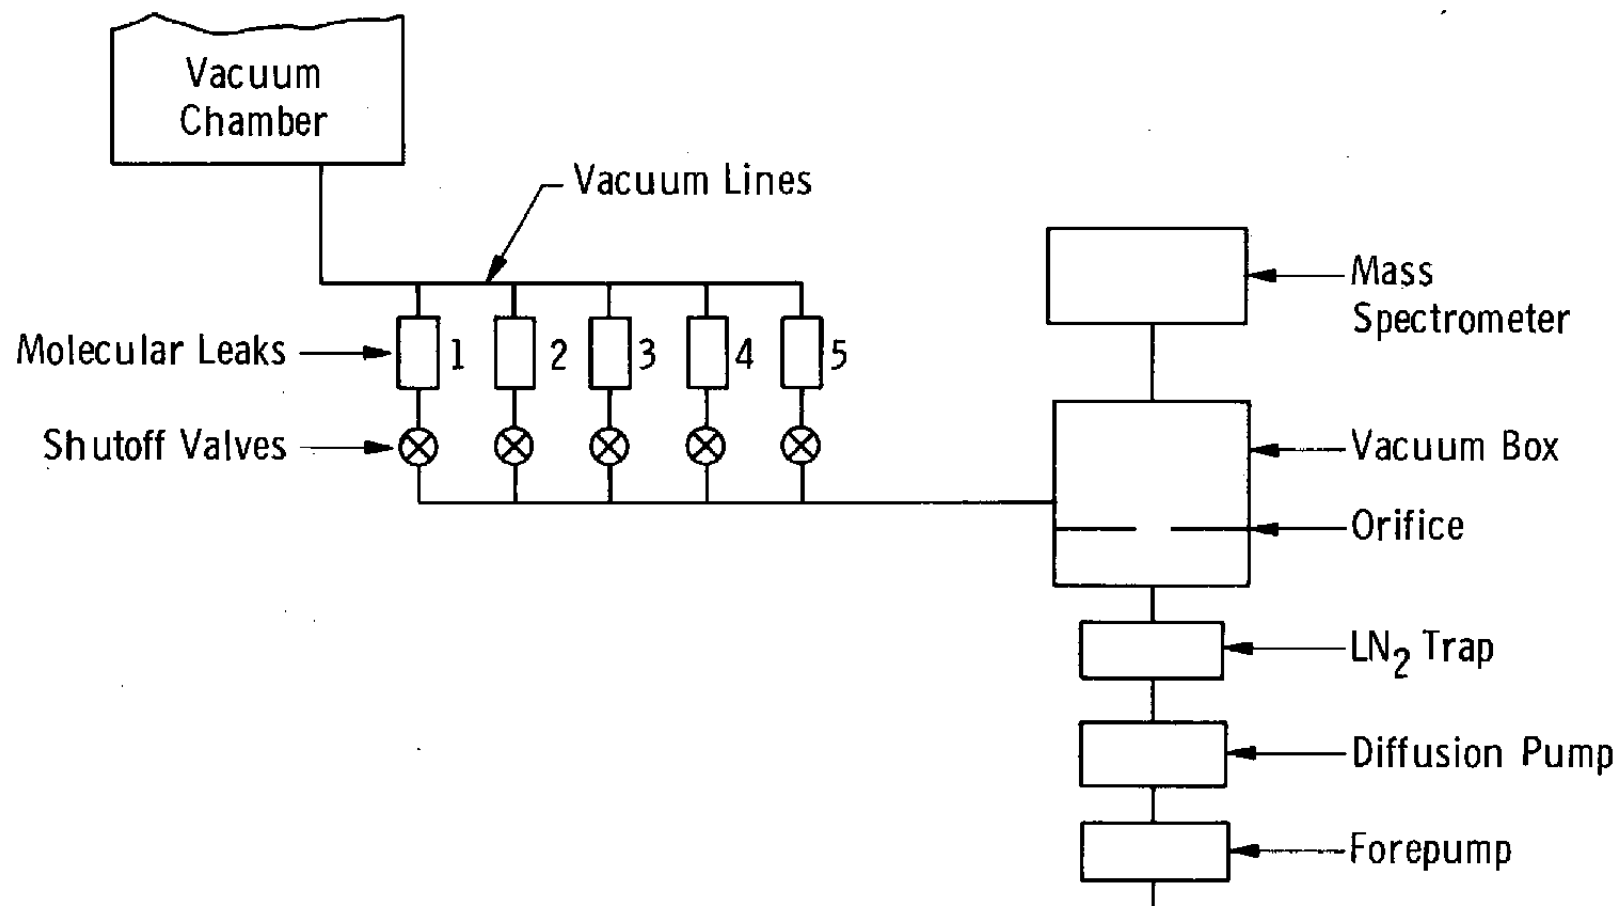 Vacuum
Chamber
Vacuum Lines
Mass
Spectrometer
Molecular Leaks
1
2
3
4
5
Shutoff Valves
Vacuum Box
Orifice
LN₂ Trap
Diffusion Pump
Forepump